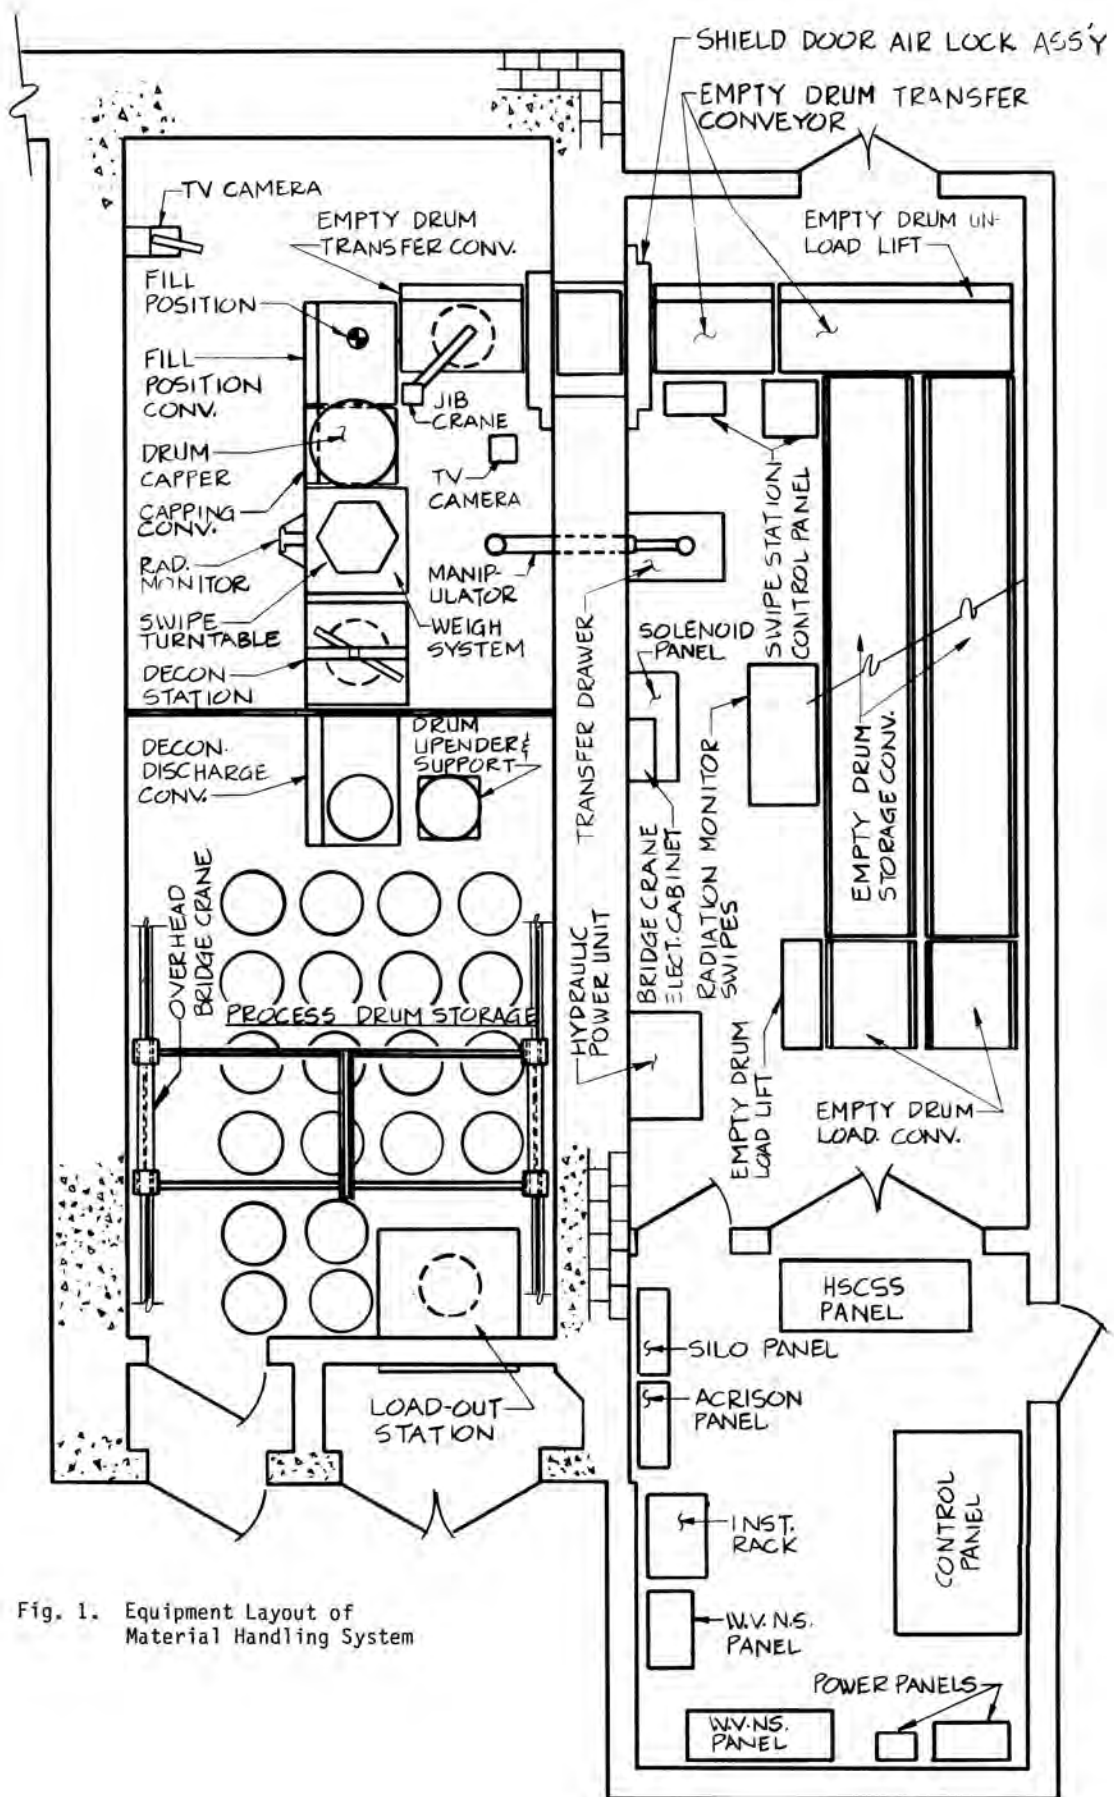 SHIELD DOOR AIR LOCK ASS'Y
EMPTY DRUM TRANSFER
CONVEYOR
TV CAMERA
EMPTY DRUM
TRANSFER CONV.
EMPTY DRUM UN-
LOAD LIFT
FILL
POSITION
FILL
POSITION
CONV.
JIB
CRANE
DRUM
CAPPER
TV
CAMERA
CAPPING
CONV.
RAD.
MONITOR
MANIP-
ULATOR
SWIPE
TURNTABLE
WEIGH
SYSTEM
DECON
STATION
SWIPE STATION
CONTROL PANEL
TRANSFER DRAWER
SOLENOID
PANEL
DECON.
DISCHARGE
CONV.
DRUM
UPENDER &
SUPPORT
EMPTY DRUM
STORAGE CONV.
RADIATION MONITOR
SWIPES
BRIDGE CRANE
ELECT. CABINET
OVERHEAD
BRIDGE CRANE
PROCESS DRUM STORAGE
HYDRAULIC
POWER UNIT
EMPTY DRUM
LOAD LIFT
EMPTY DRUM
LOAD. CONV.
HSCSS
PANEL
SILO PANEL
ACRISON
PANEL
LOAD-OUT
STATION
CONTROL
PANEL
INST.
RACK
W.V.N.S.
PANEL
POWER PANELS
W.V.NS.
PANEL
Fig. 1. Equipment Layout of
Material Handling System